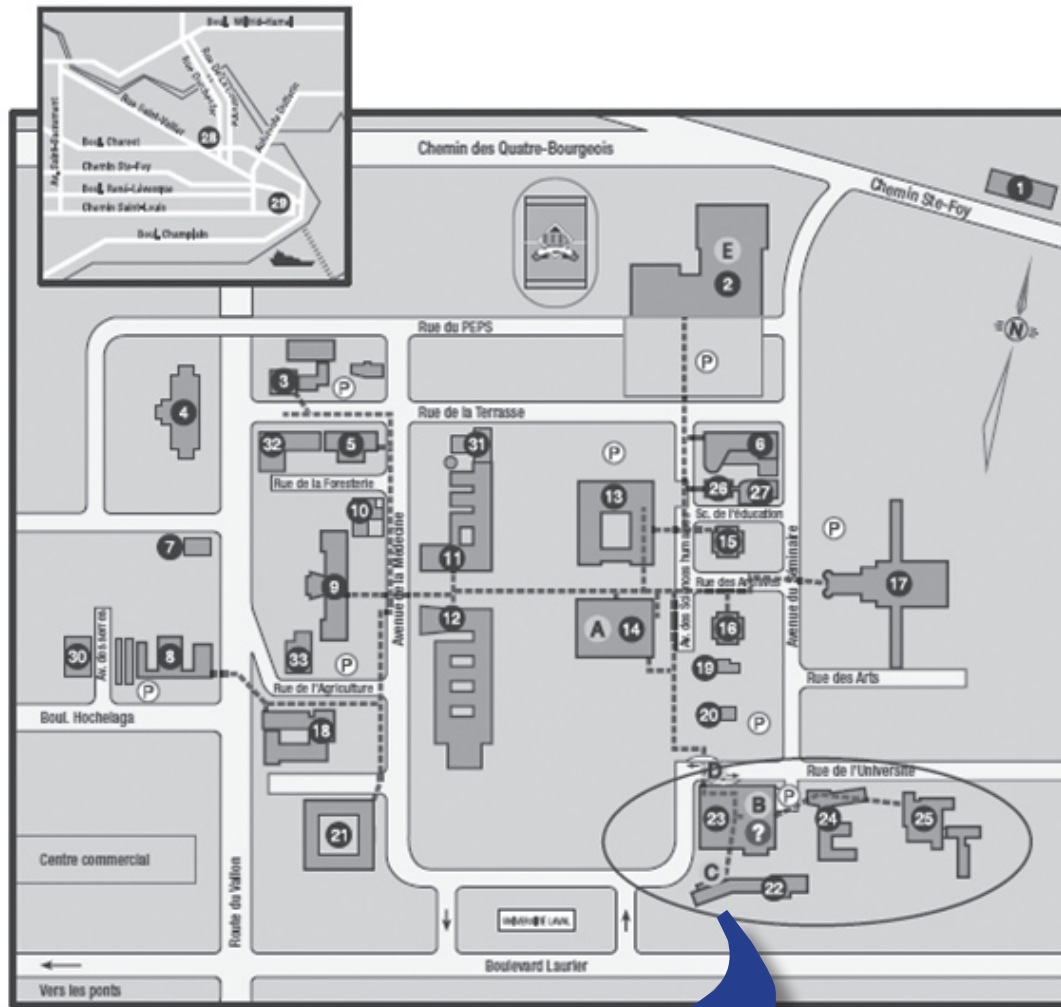 Rue Saint-Vallier
28
Boul. Charest
Chemin Ste-Foy
Boul. René-Lévesque
29
Chemin Saint-Louis
Boul. Champlain
Chemin des Quatre-Bourgeois
Chemin Ste-Foy
1
E
2
N
Rue du PEPS
P
3
P
4
Rue de la Terrasse
32
5
31
P
6
Rue de la Foresterie
13
26
27
10
Sc. de l'éducation
P
7
11
15
9
17
Avenue de la Médecine
Avenue du Séminaire
12
A
14
16
30
Av. des serres
8
33
P
19
P
Rue de l'Agriculture
Rue des Arts
Boul. Hochelaga
18
20
P
D
Rue de l'Université
21
23
B
P
?
24
25
Centre commercial
C
22
Route du Vallon
UNIVERSITÉ LAVAL
Boulevard Laurier
Vers les ponts